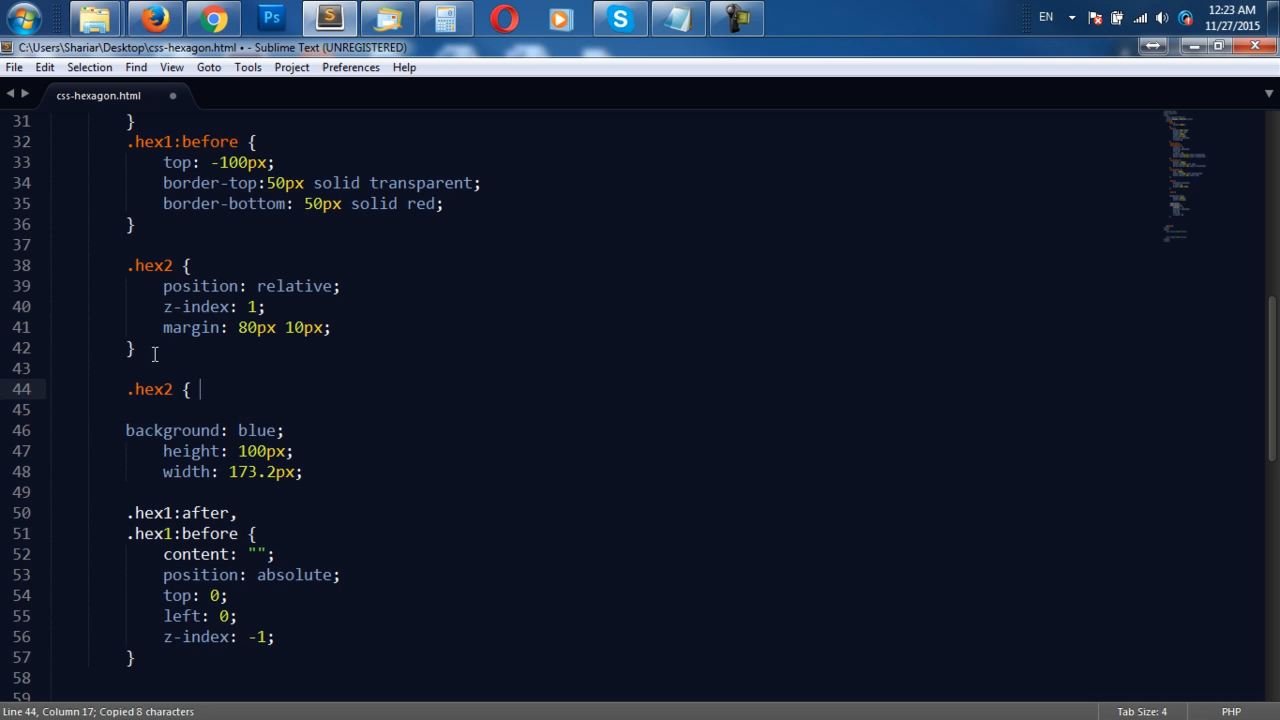 EN
12:23 AM
11/27/2015
C:\Users\Shariar\Desktop\css-hexagon.html • - Sublime Text (UNREGISTERED)
File Edit Selection Find View Goto Tools Project Preferences Help
css-hexagon.html
31 }
32 .hex1:before {
33 top: -100px;
34 border-top:50px solid transparent;
35 border-bottom: 50px solid red;
36 }
37
38 .hex2 {
39 position: relative;
40 z-index: 1;
41 margin: 80px 10px;
42 }
43
44 .hex2 {
45
46 background: blue;
47 height: 100px;
48 width: 173.2px;
49
50 .hex1:after,
51 .hex1:before {
52 content: "";
53 position: absolute;
54 top: 0;
55 left: 0;
56 z-index: -1;
57 }
58
59
Line 44, Column 17; Copied 8 characters
Tab Size: 4
PHP